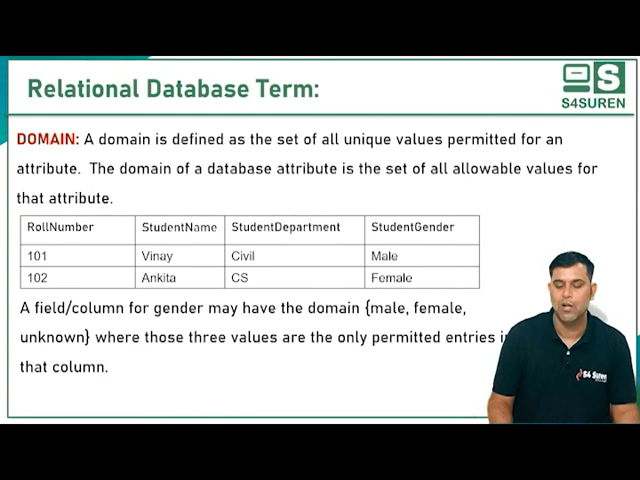 Relational Database Term:
S4SUREN
DOMAIN: A domain is defined as the set of all unique values permitted for an
attribute. The domain of a database attribute is the set of all allowable values for
that attribute.
RollNumber StudentName StudentDepartment StudentGender
101 Vinay Civil Male
102 Ankita CS Female
A field/column for gender may have the domain {male, female,
unknown} where those three values are the only permitted entries
that column.
S4 Suren